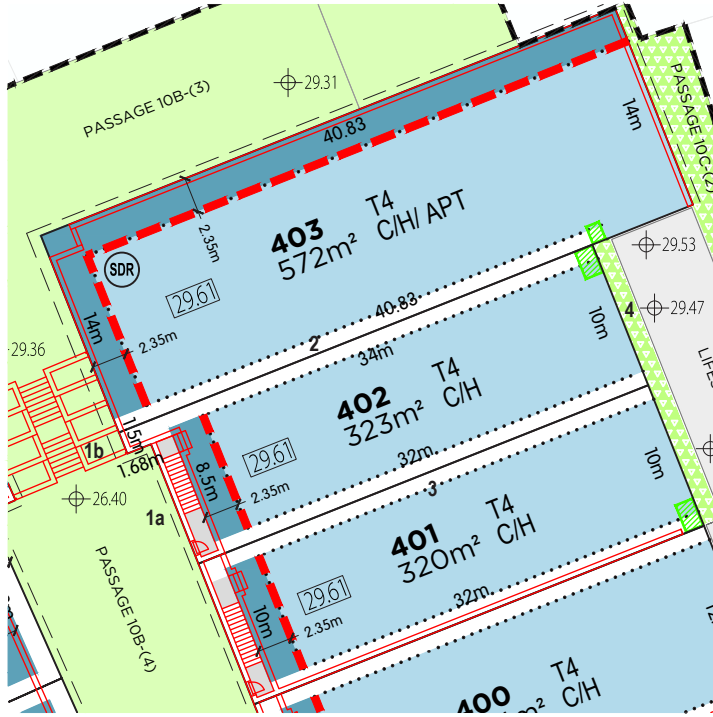 PASSAGE 10B-(3)
29.31
PASSAGE 10C-(2)
40.83
14m
2.35m
T4
403
C/H/ APT
572m²
SDR
29.61
29.53
29.47
4
14m
2.35m
40.83
2
34m
10m
29.36
T4
402
C/H
323m²
1.5m
1.68m
1b
8.5m
29.61
2.35m
32m
3
10m
26.40
1a
T4
401
C/H
320m²
PASSAGE 10B-(4)
29.61
32m
10m
2.35m
T4
400
C/H
m²